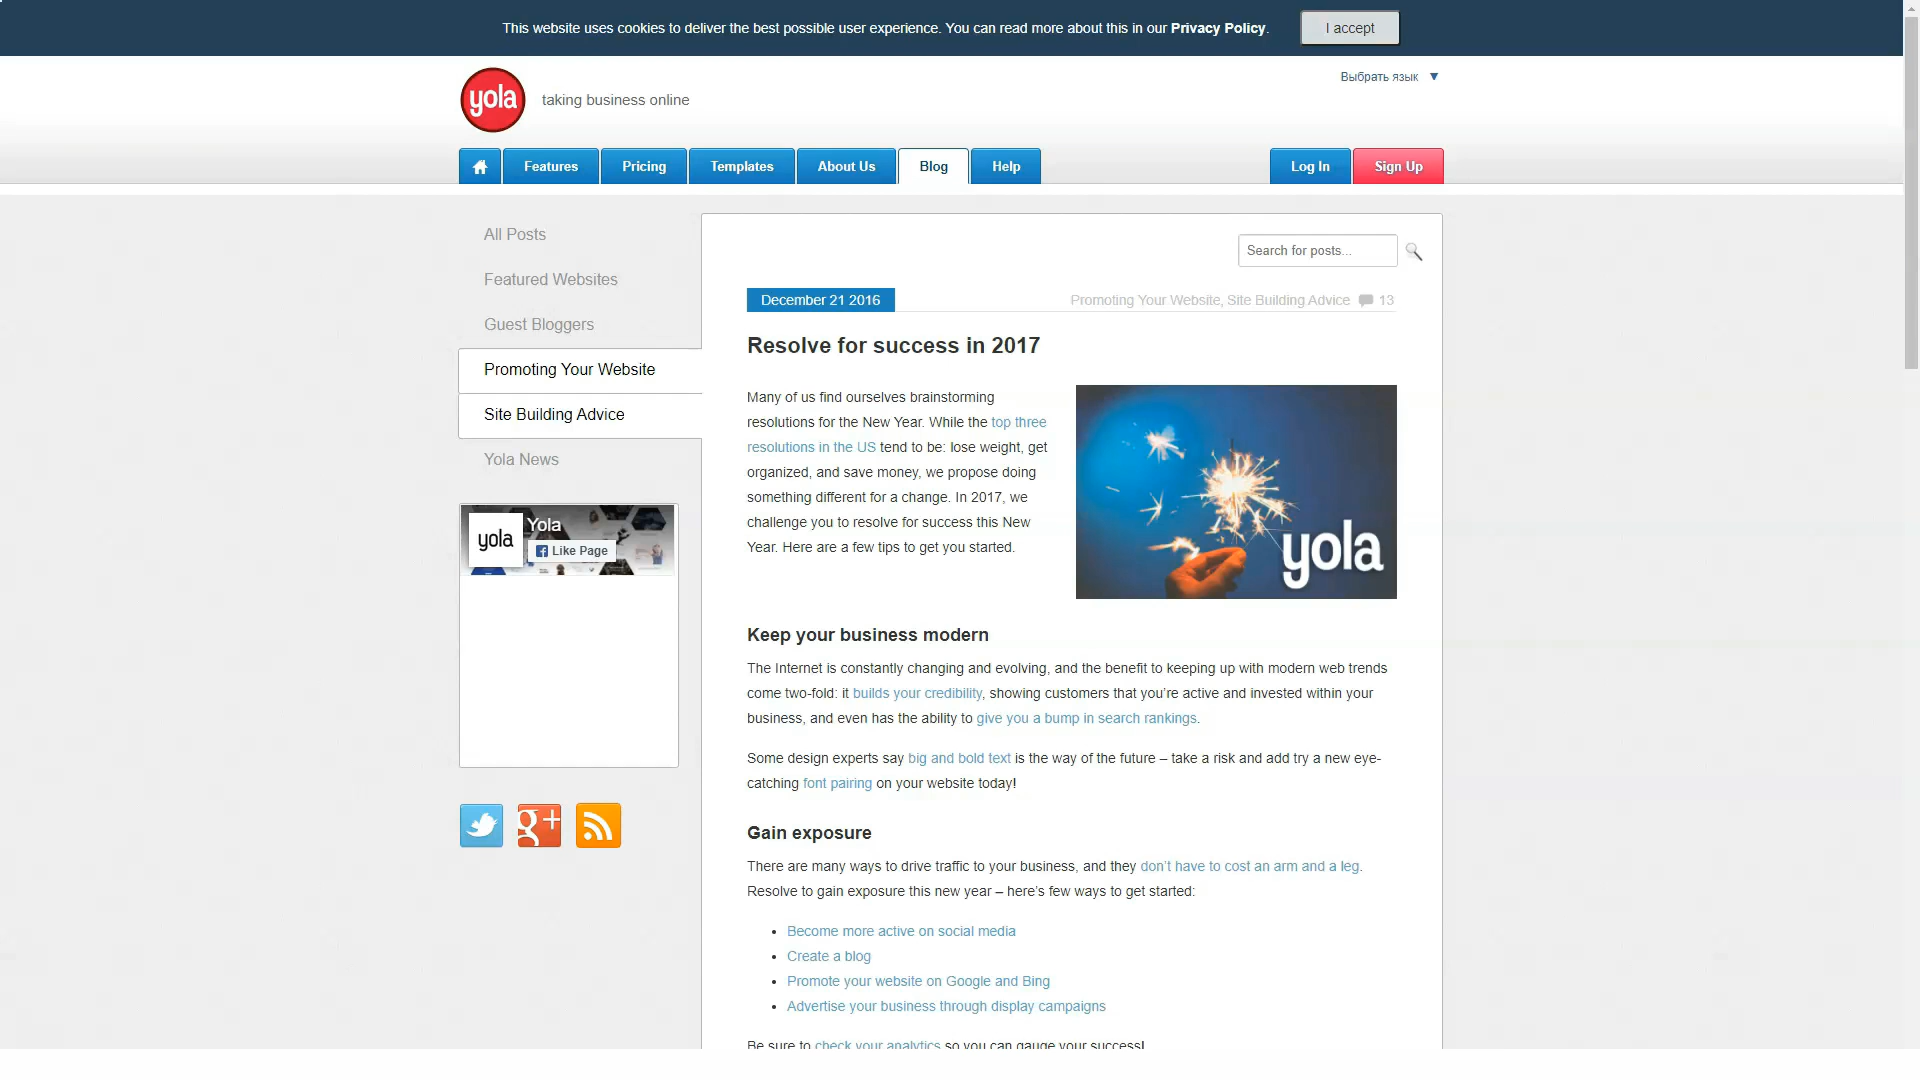 This website uses cookies to deliver the best possible user experience. You can read more about this in our Privacy Policy.
I accept
yola
taking business online
Выбрать язык ▼
Features
Pricing
Templates
About Us
Blog
Help
Log In
Sign Up
All Posts
Featured Websites
Guest Bloggers
Promoting Your Website
Site Building Advice
Yola News
yola
Yola
Like Page
Search for posts...
December 21 2016
Promoting Your Website, Site Building Advice 13
Resolve for success in 2017
Many of us find ourselves brainstorming
resolutions for the New Year. While the top three
resolutions in the US tend to be: lose weight, get
organized, and save money, we propose doing
something different for a change. In 2017, we
challenge you to resolve for success this New
Year. Here are a few tips to get you started.
yola
Keep your business modern
The Internet is constantly changing and evolving, and the benefit to keeping up with modern web trends
come two-fold: it builds your credibility, showing customers that you’re active and invested within your
business, and even has the ability to give you a bump in search rankings.
Some design experts say big and bold text is the way of the future – take a risk and add try a new eye-
catching font pairing on your website today!
Gain exposure
There are many ways to drive traffic to your business, and they don’t have to cost an arm and a leg.
Resolve to gain exposure this new year – here’s few ways to get started:
• Become more active on social media
• Create a blog
• Promote your website on Google and Bing
• Advertise your business through display campaigns
Be sure to check your analytics so you can gauge your success!